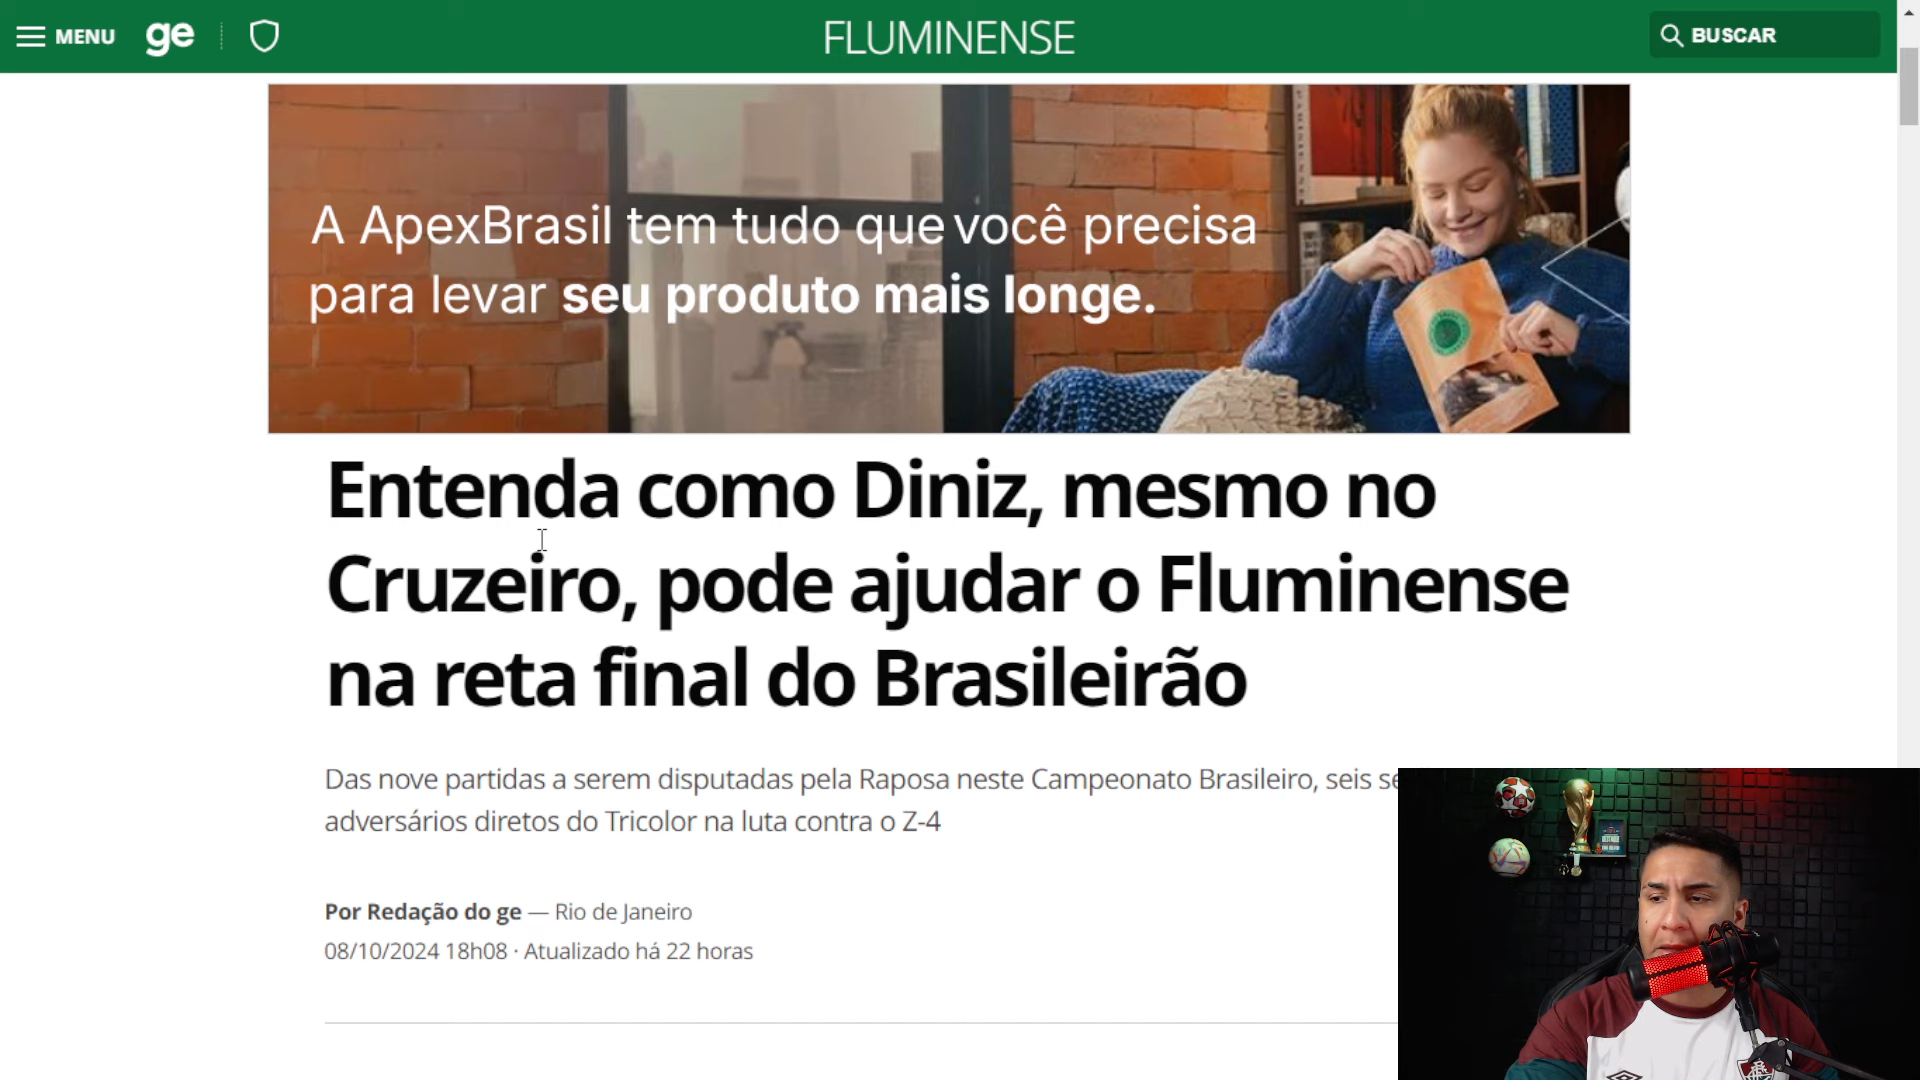 MENU ge FLUMINENSE BUSCAR
A ApexBrasil tem tudo que você precisa
para levar seu produto mais longe.
Entenda como Diniz, mesmo no
Cruzeiro, pode ajudar o Fluminense
na reta final do Brasileirão
Das nove partidas a serem disputadas pela Raposa neste Campeonato Brasileiro, seis
adversários diretos do Tricolor na luta contra o Z-4
Por Redação do ge — Rio de Janeiro
08/10/2024 18h08 · Atualizado há 22 horas